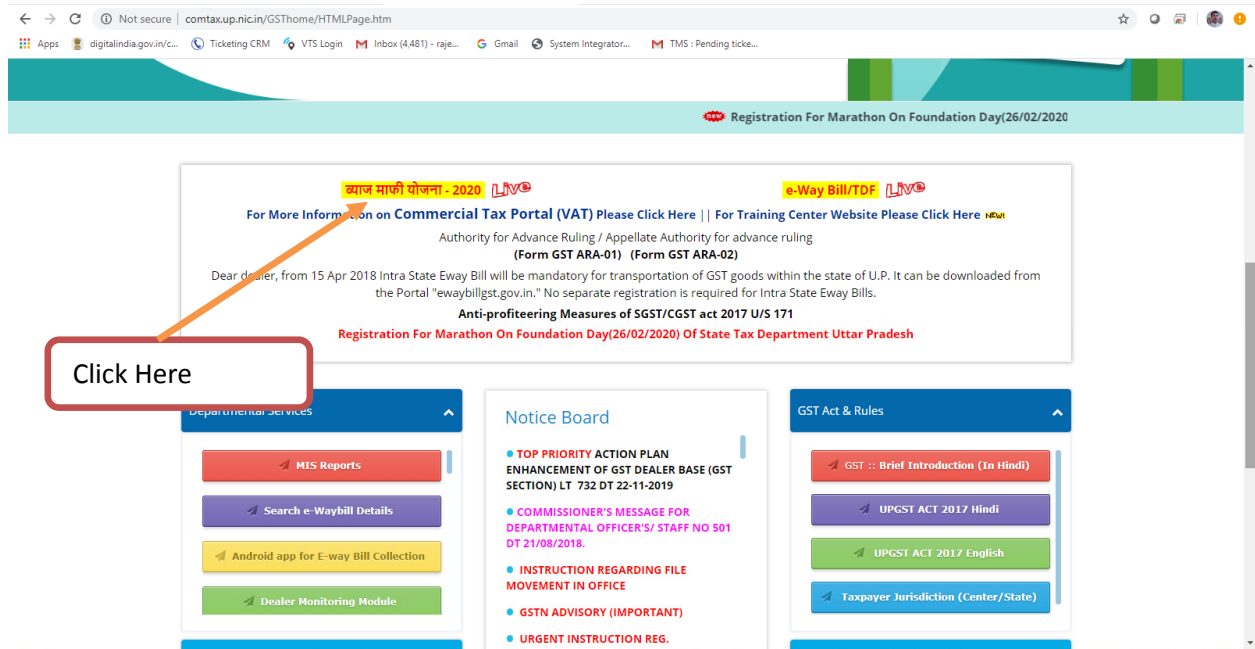 Not secure | comtax.up.nic.in/GSThome/HTMLPage.htm
Apps digitalindia.gov.in/c... Ticketing CRM VTS Login Inbox (4,481) - raje... Gmail System Integrator... TMS : Pending ticke...
new Registration For Marathon On Foundation Day(26/02/2020
ब्याज माफी योजना - 2020 Live e-Way Bill/TDF Live
For More Information on Commercial Tax Portal (VAT) Please Click Here || For Training Center Website Please Click Here NEW!
Authority for Advance Ruling / Appellate Authority for advance ruling
(Form GST ARA-01) (Form GST ARA-02)
Dear dealer, from 15 Apr 2018 Intra State Eway Bill will be mandatory for transportation of GST goods within the state of U.P. It can be downloaded from
the Portal "ewaybillgst.gov.in." No separate registration is required for Intra State Eway Bills.
Anti-profiteering Measures of SGST/CGST act 2017 U/S 171
Registration For Marathon On Foundation Day(26/02/2020) Of State Tax Department Uttar Pradesh
Click Here
Departmental Services
MIS Reports
Search e-Waybill Details
Android app for E-way Bill Collection
Dealer Monitoring Module
Notice Board
TOP PRIORITY ACTION PLAN
ENHANCEMENT OF GST DEALER BASE (GST
SECTION) LT 732 DT 22-11-2019
COMMISSIONER'S MESSAGE FOR
DEPARTMENTAL OFFICER'S/ STAFF NO 501
DT 21/08/2018.
INSTRUCTION REGARDING FILE
MOVEMENT IN OFFICE
GSTN ADVISORY (IMPORTANT)
URGENT INSTRUCTION REG.
GST Act & Rules
GST :: Brief Introduction (In Hindi)
UPGST ACT 2017 Hindi
UPGST ACT 2017 English
Taxpayer Jurisdiction (Center/State)